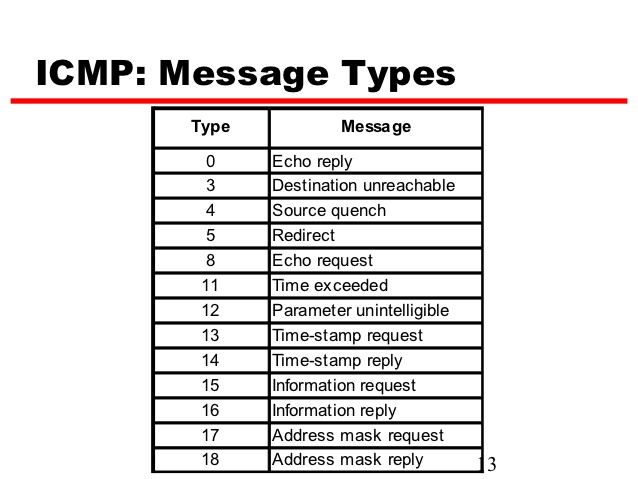 ICMP: Message Types
Type Message
0 Echo reply
3 Destination unreachable
4 Source quench
5 Redirect
8 Echo request
11 Time exceeded
12 Parameter unintelligible
13 Time-stamp request
14 Time-stamp reply
15 Information request
16 Information reply
17 Address mask request
18 Address mask reply
13